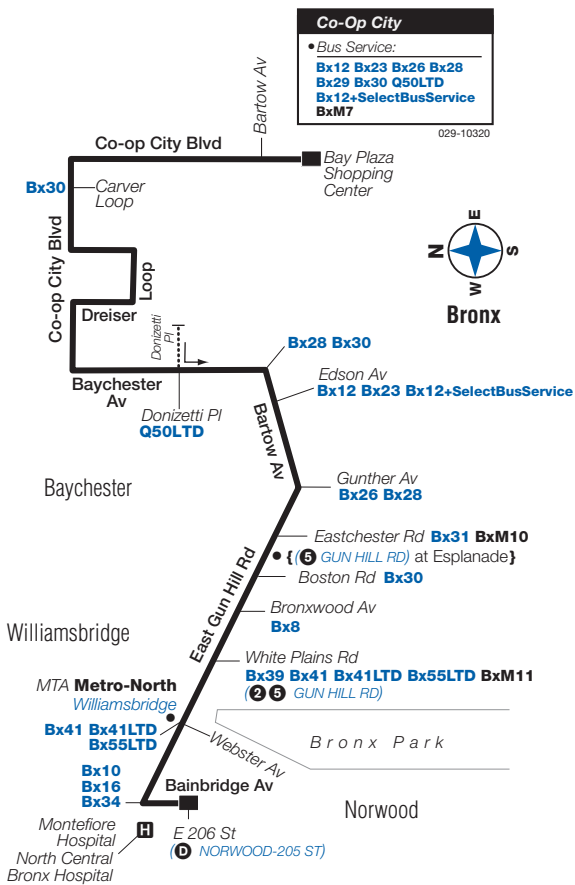 Co-Op City
• Bus Service:
Bx12 Bx23 Bx26 Bx28
Bx29 Bx30 Q50LTD
Bx12+SelectBusService
BxM7
029-10320
Bartow Av
Co-op City Blvd
Bay Plaza
Shopping
Center
Bx30
Carver
Loop
Co-op City Blvd
Loop
Dreiser
N
E
S
W
Bronx
Donizetti
Pl
Bx28 Bx30
Baychester
Av
Edson Av
Bx12 Bx23 Bx12+SelectBusService
Donizetti Pl
Q50LTD
Bartow Av
Baychester
Gunther Av
Bx26 Bx28
Eastchester Rd Bx31 BxM10
• {(5 GUN HILL RD) at Esplanade}
Boston Rd Bx30
East Gun Hill Rd
Bronxwood Av
Bx8
Williamsbridge
White Plains Rd
Bx39 Bx41 Bx41LTD Bx55LTD BxM11
(2 5 GUN HILL RD)
MTA Metro-North
Williamsbridge
Bx41 Bx41LTD
Bx55LTD
Webster Av
Bronx Park
Bx10
Bx16
Bx34
Bainbridge Av
Norwood
Montefiore
Hospital
North Central
Bronx Hospital
H
E 206 St
(D NORWOOD-205 ST)